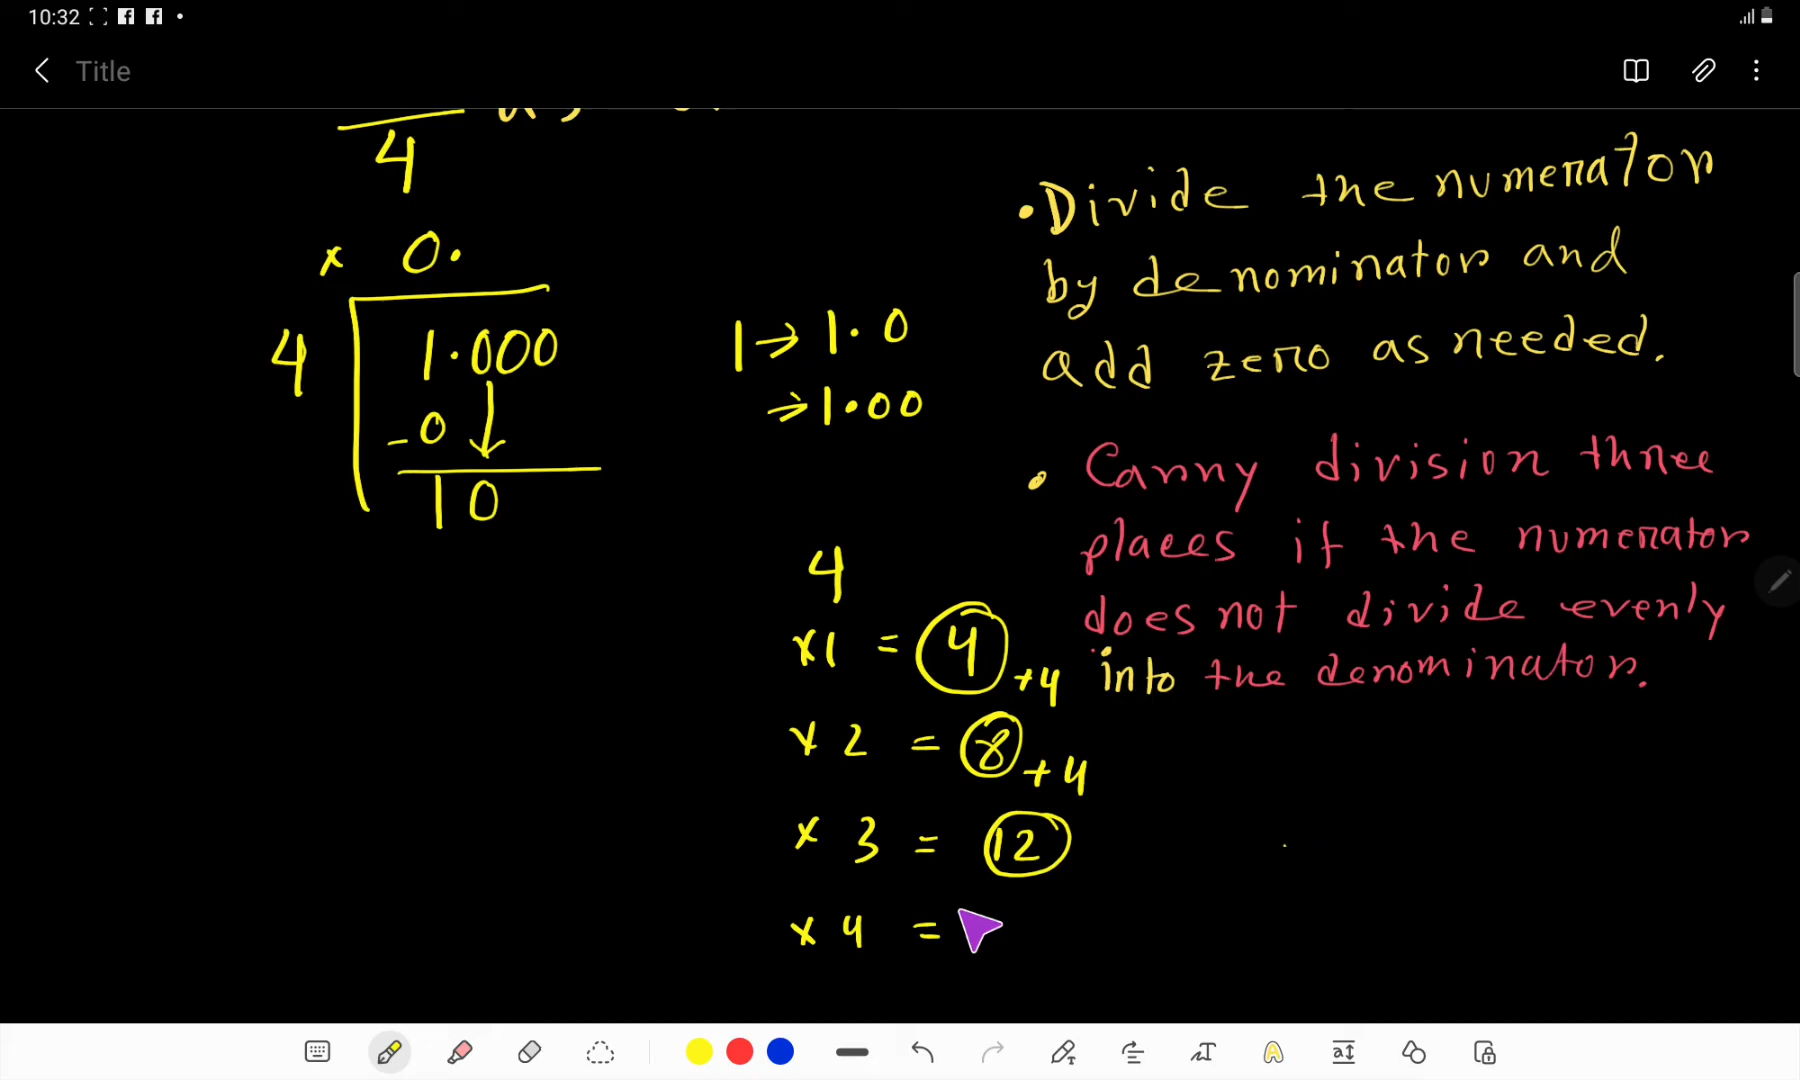 10:32
Title
4
× 0.
4 1.000
-0
10
1 → 1.0
⇒ 1.00
4
×1 = 4 +4
×2 = 8 +4
×3 = 12
×4 =
• Divide the numerator
by denominator and
add zero as needed.
• Carry division three
places if the numerator
does not divide evenly
into the denominator.